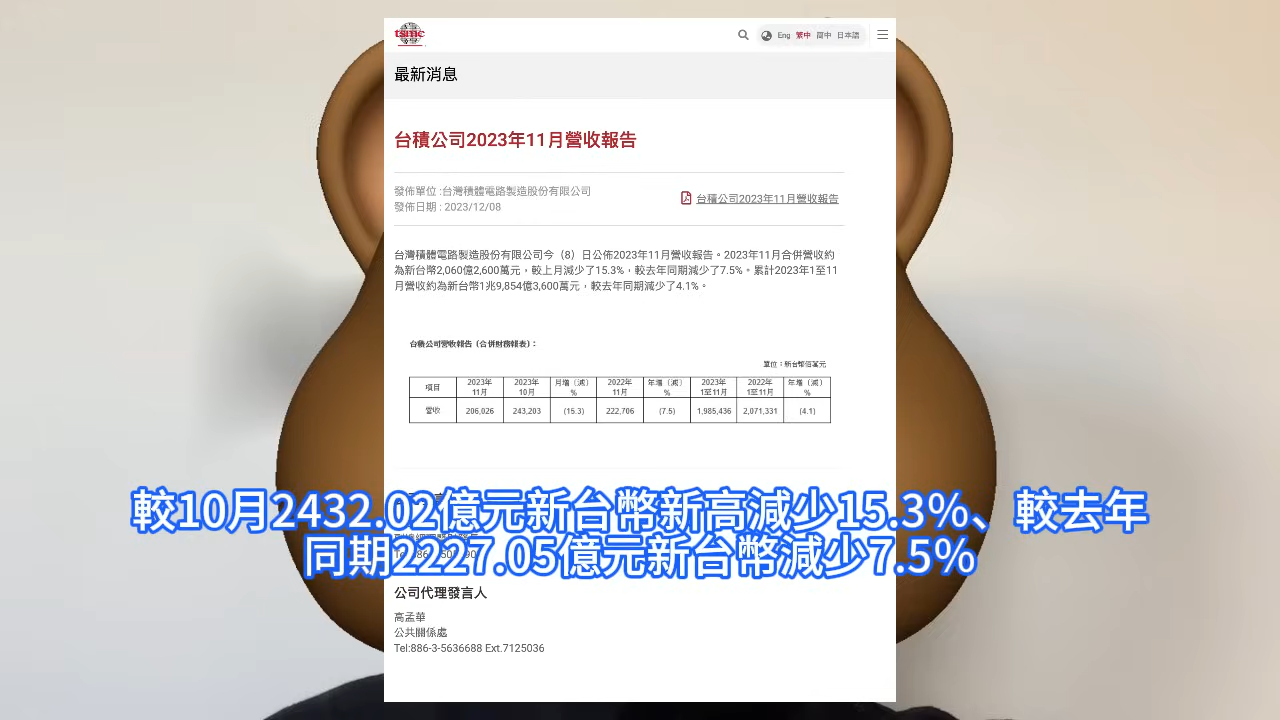 tsmc
Eng 繁中 簡中 日本語
最新消息
台積公司2023年11月營收報告
發佈單位 :台灣積體電路製造股份有限公司
發佈日期 : 2023/12/08
台積公司2023年11月營收報告
台灣積體電路製造股份有限公司今（8）日公佈2023年11月營收報告。2023年11月合併營收約
為新台幣2,060億2,600萬元，較上月減少了15.3%，較去年同期減少了7.5%。累計2023年1至11
月營收約為新台幣1兆9,854億3,600萬元，較去年同期減少了4.1%。
台積公司營收報告（合併財務報表）：
單位：新台幣佰萬元
項目 2023年11月 2023年10月 月增（減）% 2022年11月 年增（減）% 2023年1至11月 2022年1至11月 年增（減）%
營收 206,026 243,203 (15.3) 222,706 (7.5) 1,985,436 2,071,331 (4.1)
較10月2432.02億元新台幣新高減少15.3%、較去年
同期2227.05億元新台幣減少7.5%
公司代理發言人
高孟華
公共關係處
Tel:886-3-5636688 Ext.7125036